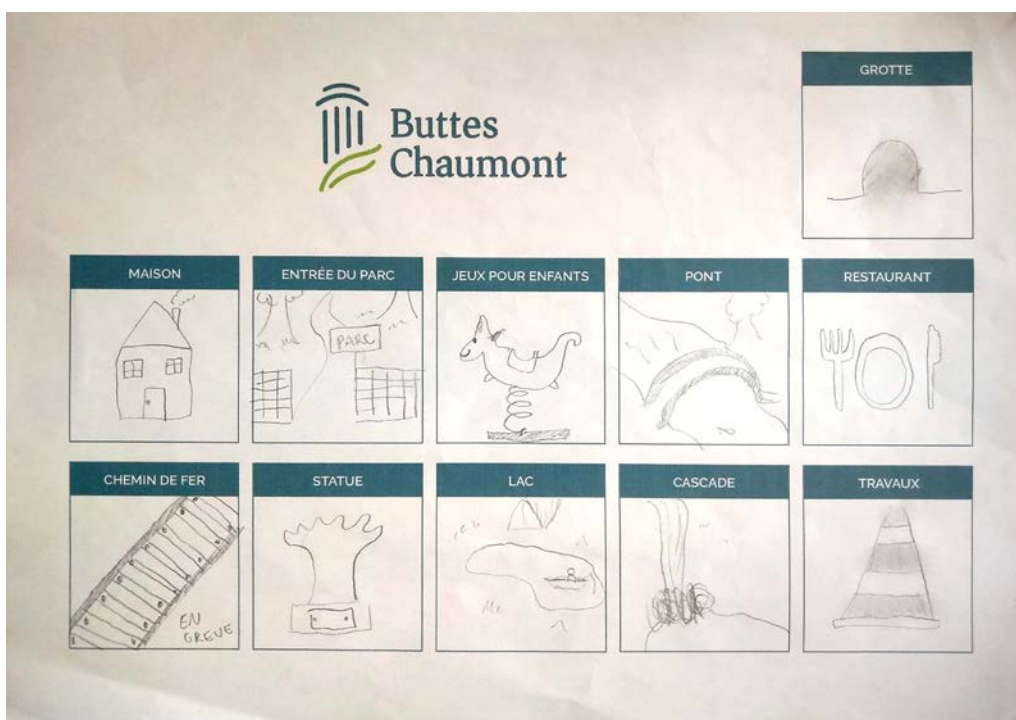 GROTTE
Buttes
Chaumont
MAISON
ENTRÉE DU PARC
JEUX POUR ENFANTS
PONT
RESTAURANT
PARC
CHEMIN DE FER
STATUE
LAC
CASCADE
TRAVAUX
EN
GREVE